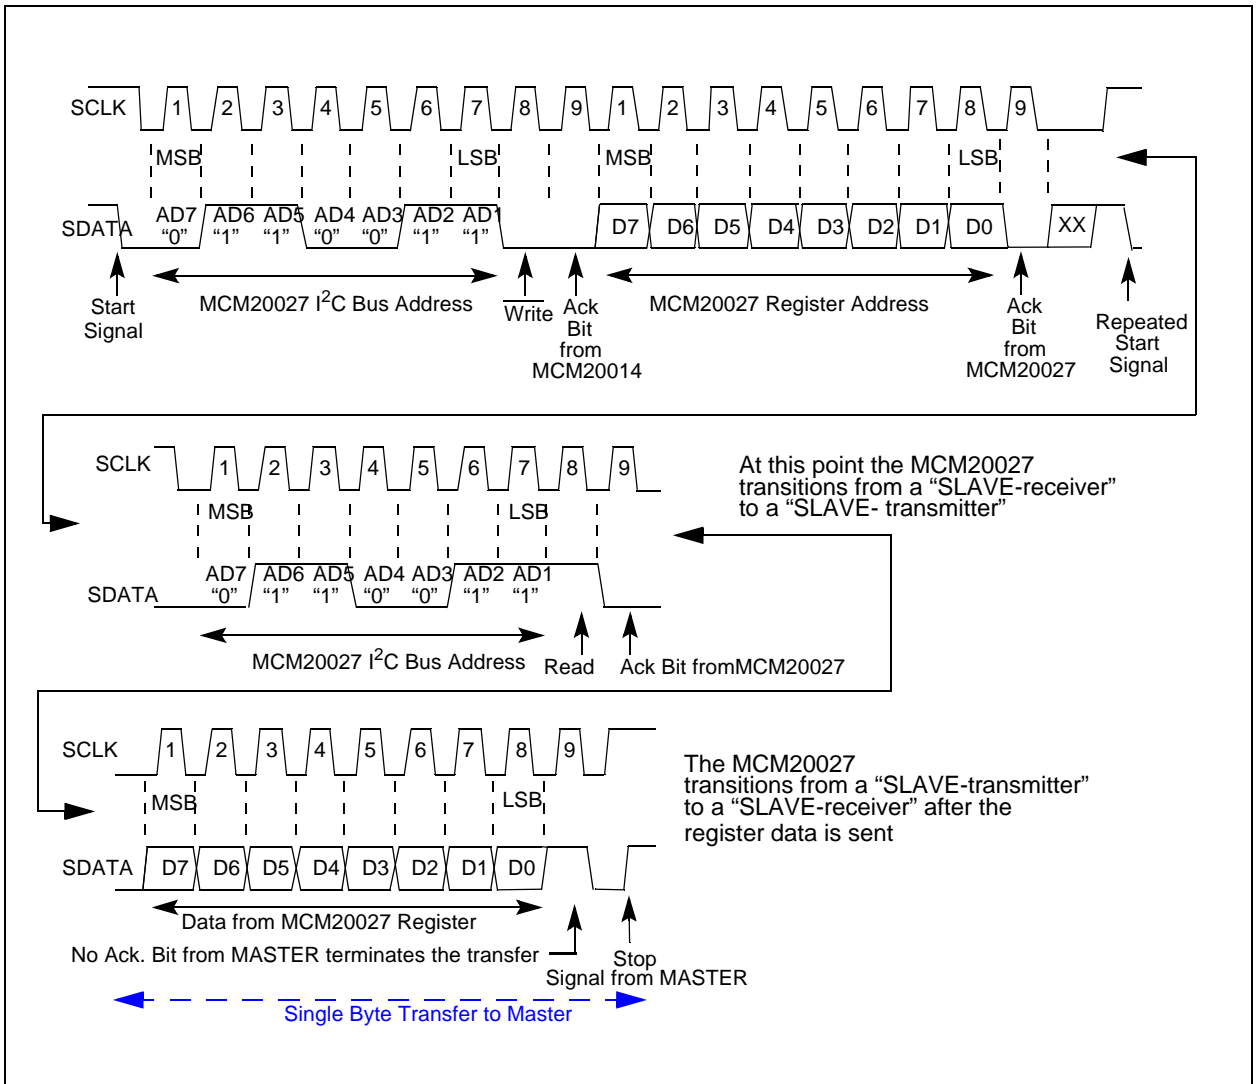 SCLK 1 2 3 4 5 6 7 8 9 1 2 3 4 5 6 7 8 9
MSB LSB MSB LSB
SDATA AD7 AD6 AD5 AD4 AD3 AD2 AD1 D7 D6 D5 D4 D3 D2 D1 D0 XX
“0” “1” “1” “0” “0” “1” “1”
Start
Signal
MCM20027 I2C Bus Address
Write
Ack
Bit
from
MCM20014
MCM20027 Register Address
Ack
Bit
from
MCM20027
Repeated
Start
Signal
SCLK 1 2 3 4 5 6 7 8 9
MSB LSB
At this point the MCM20027
transitions from a “SLAVE-receiver”
to a “SLAVE- transmitter”
SDATA AD7 AD6 AD5 AD4 AD3 AD2 AD1
“0” “1” “1” “0” “0” “1” “1”
MCM20027 I2C Bus Address
Read
Ack Bit fromMCM20027
SCLK 1 2 3 4 5 6 7 8 9
MSB LSB
The MCM20027
transitions from a “SLAVE-transmitter”
to a “SLAVE-receiver” after the
register data is sent
SDATA D7 D6 D5 D4 D3 D2 D1 D0
Data from MCM20027 Register
No Ack. Bit from MASTER terminates the transfer
Stop
Signal from MASTER
Single Byte Transfer to Master